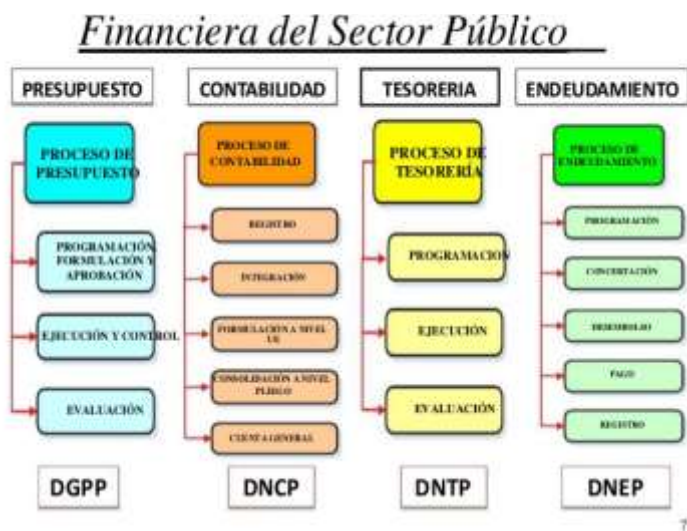 Financiera del Sector Público
PRESUPUESTO
PROCESO DE
PRESUPUESTO
PROGRAMACIÓN,
FORMULACIÓN Y
APROBACIÓN
EJECUCIÓN Y CONTROL
EVALUACIÓN
DGPP
CONTABILIDAD
PROCESO DE
CONTABILIDAD
REGISTRO
INTEGRACIÓN
FORMULACIÓN A NIVEL
UE
CONSOLIDACIÓN A NIVEL
PLIEGO
CUENTA GENERAL
DNCP
TESORERIA
PROCESO DE
TESORERÍA
PROGRAMACIÓN
EJECUCIÓN
EVALUACIÓN
DNTP
ENDEUDAMIENTO
PROCESO DE
ENDEUDAMIENTO
PROGRAMACIÓN
CONCERTACIÓN
DESEMBOLSO
PAGO
REGISTRO
DNEP
7